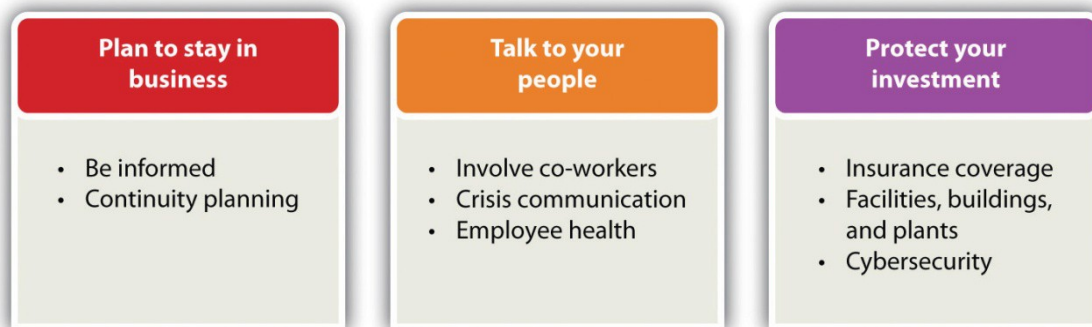 Plan to stay in
business
• Be informed
• Continuity planning
Talk to your
people
• Involve co-workers
• Crisis communication
• Employee health
Protect your
investment
• Insurance coverage
• Facilities, buildings,
and plants
• Cybersecurity